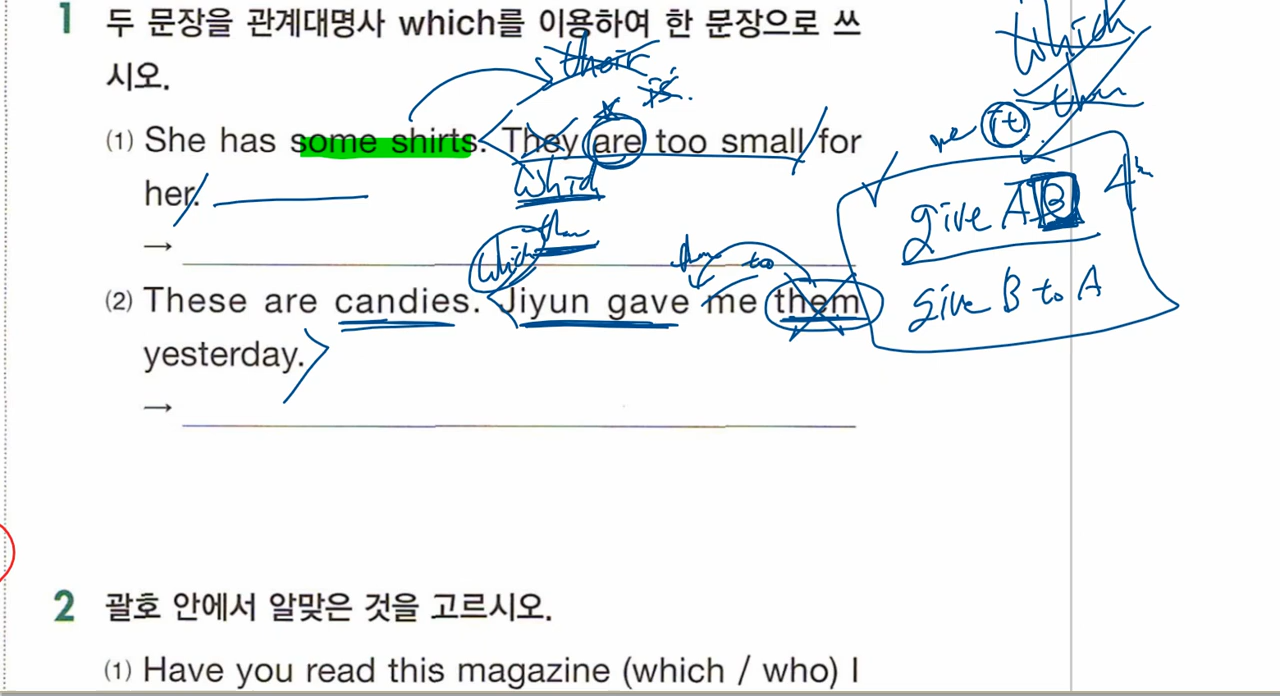 1 두 문장을 관계대명사 which를 이용하여 한 문장으로 쓰
시오.
which
their
is.
(1) She has some shirts. They are too small for
me it
which
her.
give A B
4
→
which
to
give B to A
(2) These are candies. Jiyun gave me them
yesterday.
→
2 괄호 안에서 알맞은 것을 고르시오.
(1) Have you read this magazine (which / who) I